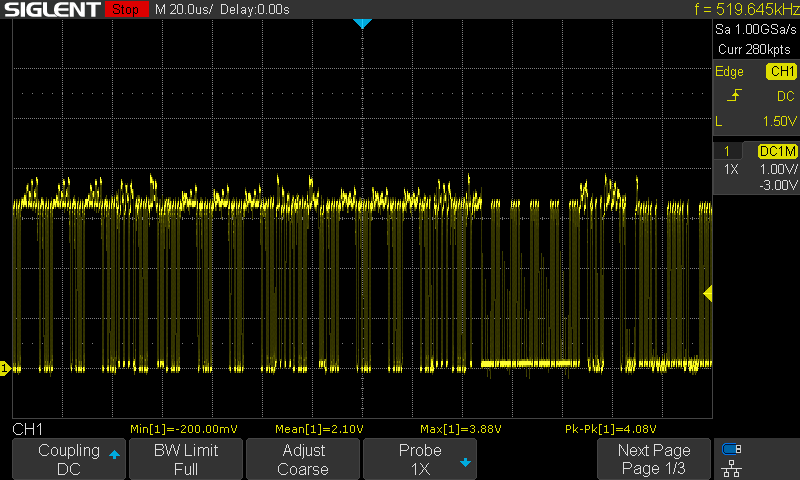 SIGLENT Stop M 20.0us/ Delay:0.00s f = 519.645kHz
Sa 1.00GSa/s
Curr 280kpts
Edge CH1
DC
L 1.50V
1 DC1M
1X 1.00V/
-3.00V
1
CH1 Min[1]=-200.00mV Mean[1]=2.10V Max[1]=3.88V Pk-Pk[1]=4.08V
Coupling BW Limit Adjust Probe Next Page
DC Full Coarse 1X Page 1/3